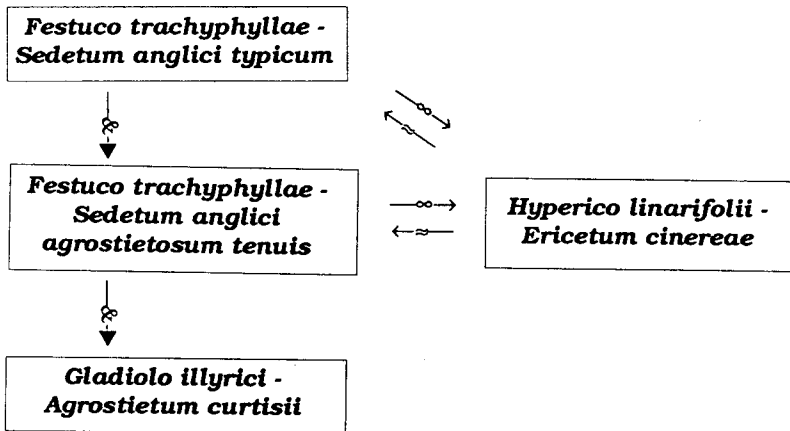 Festuco trachyphyllae -
Sedetum anglici typicum
∞
≈
&
Festuco trachyphyllae -
Sedetum anglici
agrostietosum tenuis
∞
≈
Hyperico linarifolii -
Ericetum cinereae
&
Gladiolo illyrici -
Agrostietum curtisii